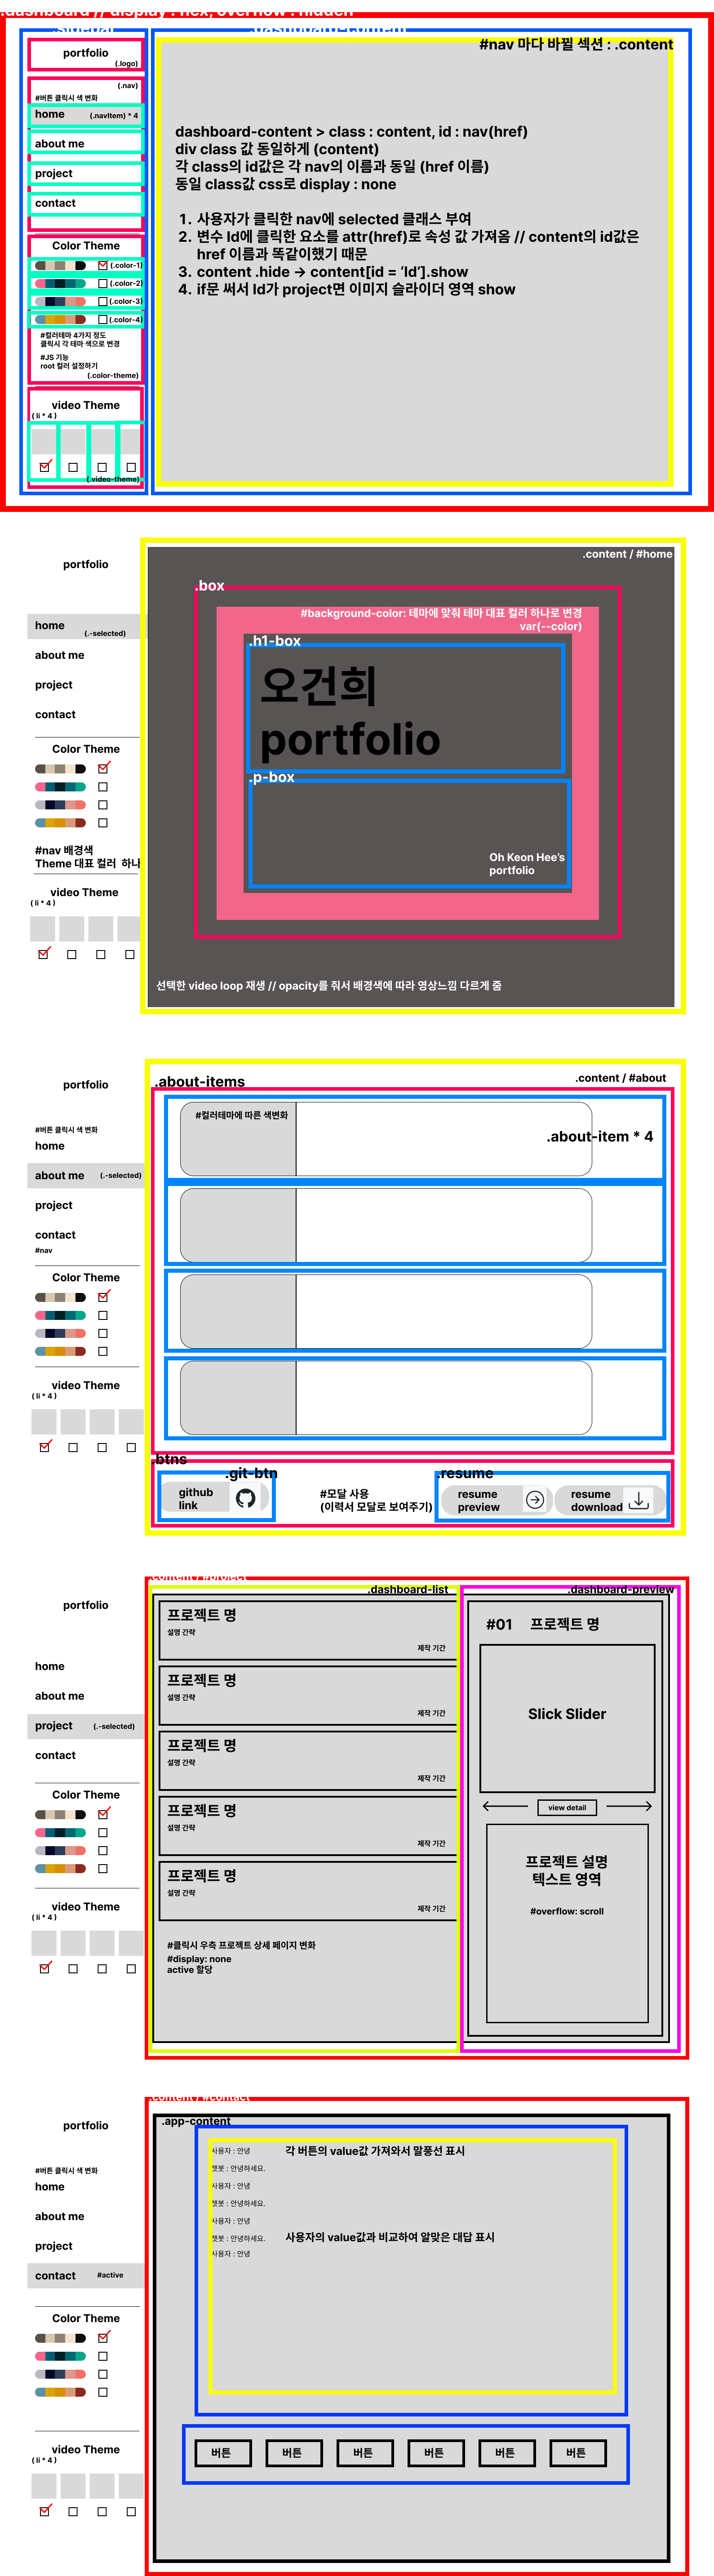 .dashboard // display : flex, overflow : hidden
.sidebar
.dashboard-content
portfolio
(.logo)
(.nav)
#버튼 클릭시 색 변화
home
(.navItem) * 4
about me
project
contact
Color Theme
(.color-1)
(.color-2)
(.color-3)
(.color-4)
#컬러테마 4가지 정도
클릭시 각 테마 색으로 변경
#JS 기능
root 컬러 설정하기
(.color-theme)
video Theme
( li * 4 )
(.video-theme)
#nav 마다 바뀔 섹션 : .content
dashboard-content > class : content, id : nav(href)
div class 값 동일하게 (content)
각 class의 id값은 각 nav의 이름과 동일 (href 이름)
동일 class값 css로 display : none
1. 사용자가 클릭한 nav에 selected 클래스 부여
2. 변수 Id에 클릭한 요소를 attr(href)로 속성 값 가져옴 // content의 id값은
href 이름과 똑같이했기 때문
3. content .hide → content[id = ‘Id’].show
4. if문 써서 Id가 project면 이미지 슬라이더 영역 show
portfolio
home
(.-selected)
about me
project
contact
Color Theme
#nav 배경색
Theme 대표 컬러 하나
video Theme
( li * 4 )
.content / #home
.box
#background-color: 테마에 맞춰 테마 대표 컬러 하나로 변경
var(--color)
.h1-box
오건희
portfolio
.p-box
Oh Keon Hee’s
portfolio
선택한 video loop 재생 // opacity를 줘서 배경색에 따라 영상느낌 다르게 줌
portfolio
#버튼 클릭시 색 변화
home
about me
(.-selected)
project
contact
#nav
Color Theme
video Theme
( li * 4 )
.about-items
.content / #about
#컬러테마에 따른 색변화
.about-item * 4
.btns
.git-btn
github
link
#모달 사용
(이력서 모달로 보여주기)
.resume
resume
preview
resume
download
portfolio
home
about me
project
(.-selected)
contact
Color Theme
video Theme
( li * 4 )
.content / #project
.dashboard-list
.dashboard-preview
프로젝트 명
설명 간략
제작 기간
프로젝트 명
설명 간략
제작 기간
프로젝트 명
설명 간략
제작 기간
프로젝트 명
설명 간략
제작 기간
프로젝트 명
설명 간략
제작 기간
#클릭시 우측 프로젝트 상세 페이지 변화
#display: none
active 할당
#01 프로젝트 명
Slick Slider
view detail
프로젝트 설명
텍스트 영역
#overflow: scroll
portfolio
#버튼 클릭시 색 변화
home
about me
project
contact
#active
Color Theme
video Theme
( li * 4 )
.content / #contact
.app-content
사용자 : 안녕
각 버튼의 value값 가져와서 말풍선 표시
챗봇 : 안녕하세요.
사용자 : 안녕
챗봇 : 안녕하세요.
사용자 : 안녕
챗봇 : 안녕하세요.
사용자의 value값과 비교하여 알맞은 대답 표시
사용자 : 안녕
버튼
버튼
버튼
버튼
버튼
버튼